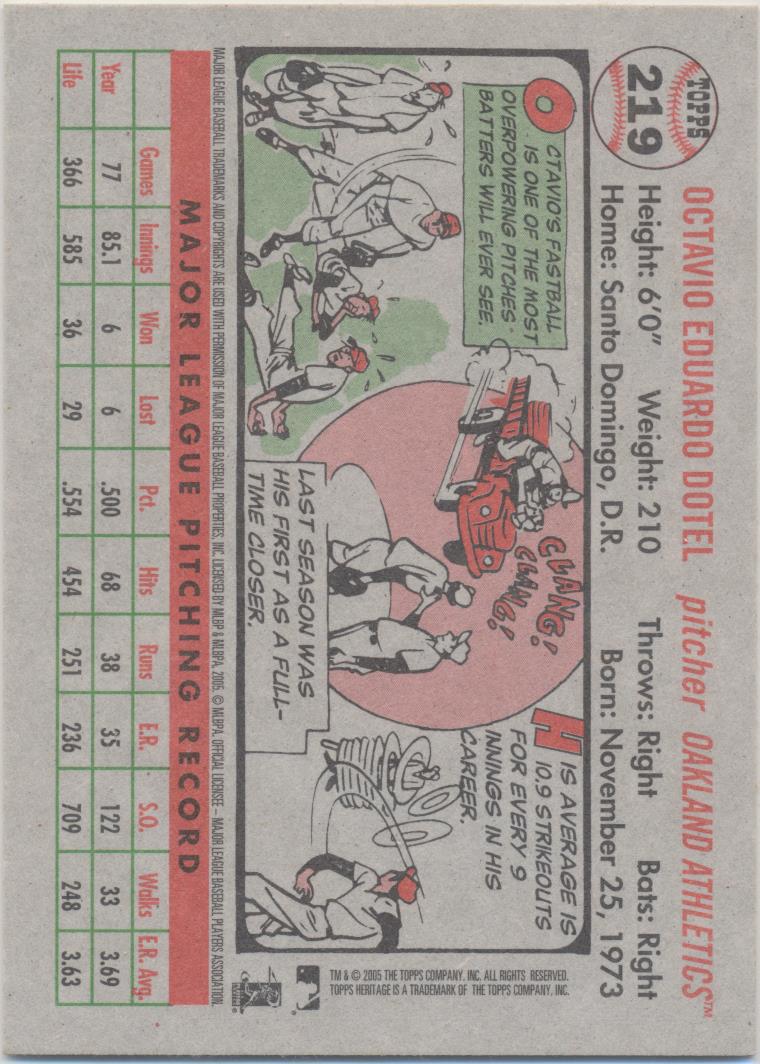 TOPPS
219
OCTAVIO EDUARDO DOTEL pitcher OAKLAND ATHLETICS™
Height: 6'0" Weight: 210 Throws: Right Bats: Right
Home: Santo Domingo, D.R. Born: November 25, 1973
OCTAVIO'S FASTBALL
IS ONE OF THE MOST
OVERPOWERING PITCHES
BATTERS WILL EVER SEE.
CLANG!
CLANG!
LAST SEASON WAS
HIS FIRST AS A FULL-
TIME CLOSER.
HIS AVERAGE IS
10.9 STRIKEOUTS
FOR EVERY 9
INNINGS IN HIS
CAREER.
TM & © 2005 THE TOPPS COMPANY, INC. ALL RIGHTS RESERVED.
TOPPS HERITAGE IS A TRADEMARK OF THE TOPPS COMPANY, INC.
MAJOR LEAGUE BASEBALL TRADEMARKS AND COPYRIGHTS ARE USED WITH PERMISSION OF MAJOR LEAGUE BASEBALL PROPERTIES, INC. LICENSED BY MLBP & MLBPA, 2005. © MLBPA. OFFICIAL LICENSEE – MAJOR LEAGUE BASEBALL PLAYERS ASSOCIATION.
MAJOR LEAGUE PITCHING RECORD
Games Innings Won Lost Pct. Hits Runs E.R. S.O. Walks E.R. Avg.
Year 77 85.1 6 6 .500 68 38 35 122 33 3.69
Life 366 585 36 29 .554 454 251 236 709 248 3.63